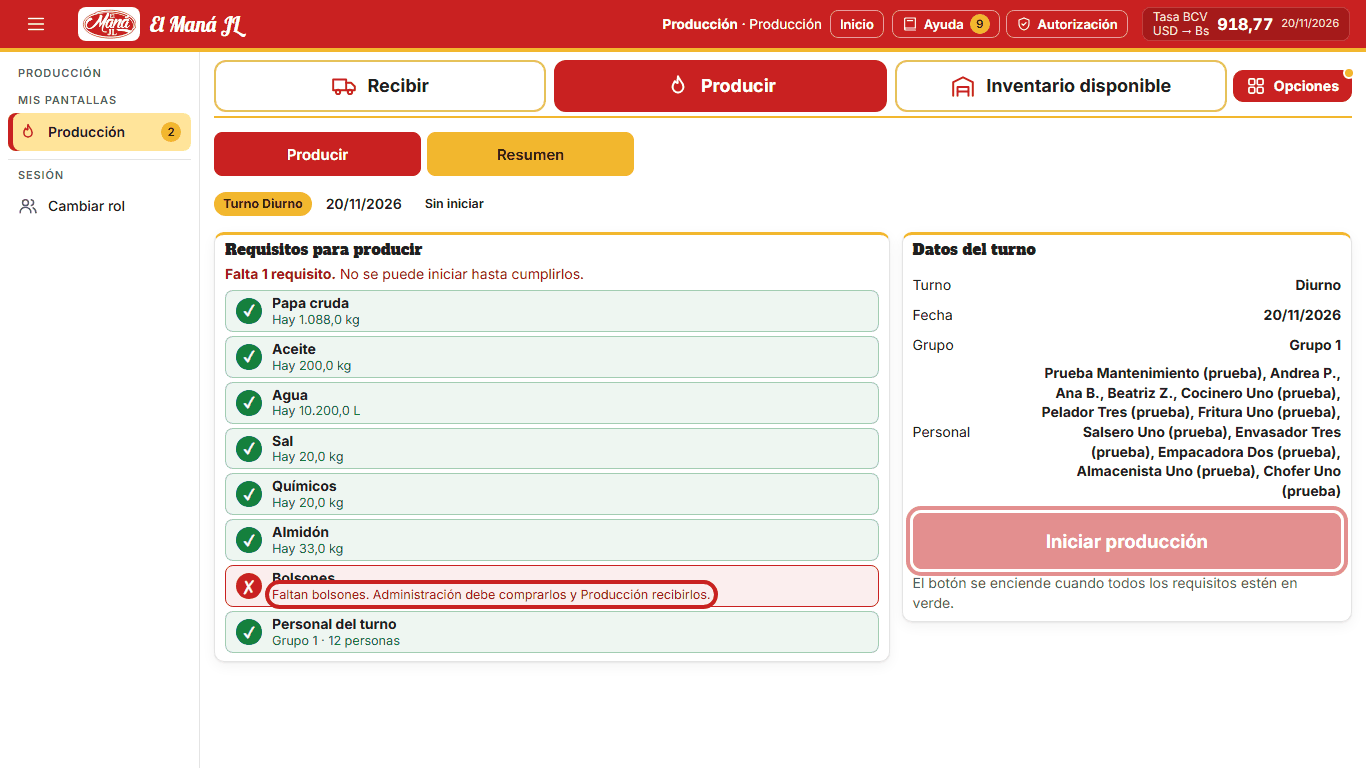 El Maná JL
El Maná JL
Producción · Producción
Inicio
Ayuda 9
Autorización
Tasa BCV
USD → Bs
918,77
20/11/2026
PRODUCCIÓN
MIS PANTALLAS
Producción 2
SESIÓN
Cambiar rol
Recibir
Producir
Inventario disponible
Opciones
Producir
Resumen
Turno Diurno
20/11/2026
Sin iniciar
Requisitos para producir
Falta 1 requisito. No se puede iniciar hasta cumplirlos.
Papa cruda
Hay 1.088,0 kg
Aceite
Hay 200,0 kg
Agua
Hay 10.200,0 L
Sal
Hay 20,0 kg
Químicos
Hay 20,0 kg
Almidón
Hay 33,0 kg
Bolsones
Faltan bolsones. Administración debe comprarlos y Producción recibirlos.
Personal del turno
Grupo 1 · 12 personas
Datos del turno
Turno Diurno
Fecha 20/11/2026
Grupo Grupo 1
Personal
Prueba Mantenimiento (prueba), Andrea P.,
Ana B., Beatriz Z., Cocinero Uno (prueba),
Pelador Tres (prueba), Fritura Uno (prueba),
Salsero Uno (prueba), Envasador Tres
(prueba), Empacadora Dos (prueba),
Almacenista Uno (prueba), Chofer Uno
(prueba)
Iniciar producción
El botón se enciende cuando todos los requisitos estén en
verde.